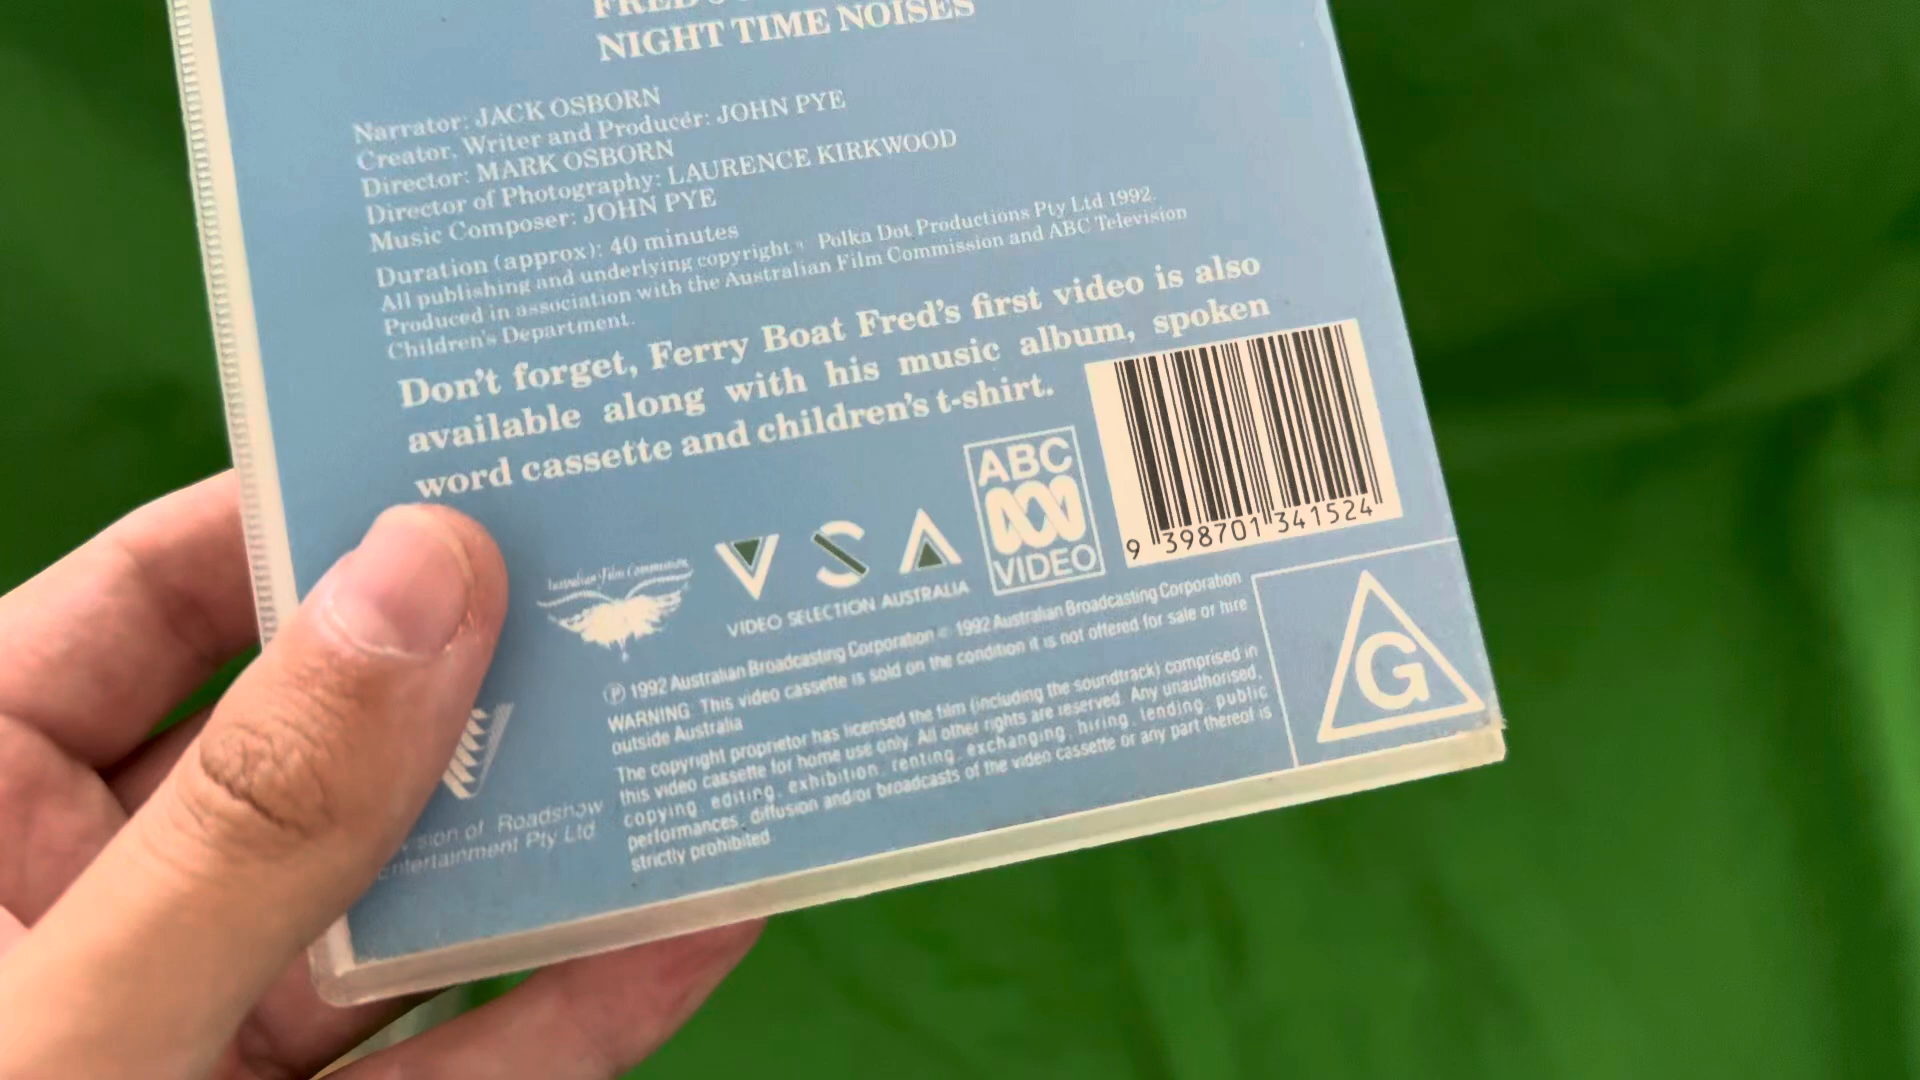 NIGHT TIME NOISES
Narrator: JACK OSBORN
Creator, Writer and Producer: JOHN PYE
Director: MARK OSBORN
Director of Photography: LAURENCE KIRKWOOD
Music Composer: JOHN PYE
Duration (approx): 40 minutes
All publishing and underlying copyright Polka Dot Productions Pty Ltd 1992.
Produced in association with the Australian Film Commission and ABC Television
Children's Department.
Don't forget, Ferry Boat Fred's first video is also
available along with his music album, spoken
word cassette and children's t-shirt.
Australian Film Commission
VSA
VIDEO SELECTION AUSTRALIA
ABC
VIDEO
9 398701 341524
Ⓟ 1992 Australian Broadcasting Corporation © 1992 Australian Broadcasting Corporation
WARNING: This video cassette is sold on the condition it is not offered for sale or hire
outside Australia
The copyright proprietor has licensed the film (including the soundtrack) comprised in
this video cassette for home use only. All other rights are reserved. Any unauthorised,
copying, editing, exhibition, renting, exchanging, hiring, lending, public
performances, diffusion and/or broadcasts of the video cassette or any part thereof is
strictly prohibited
of Roadshow
Entertainment Pty Ltd
G